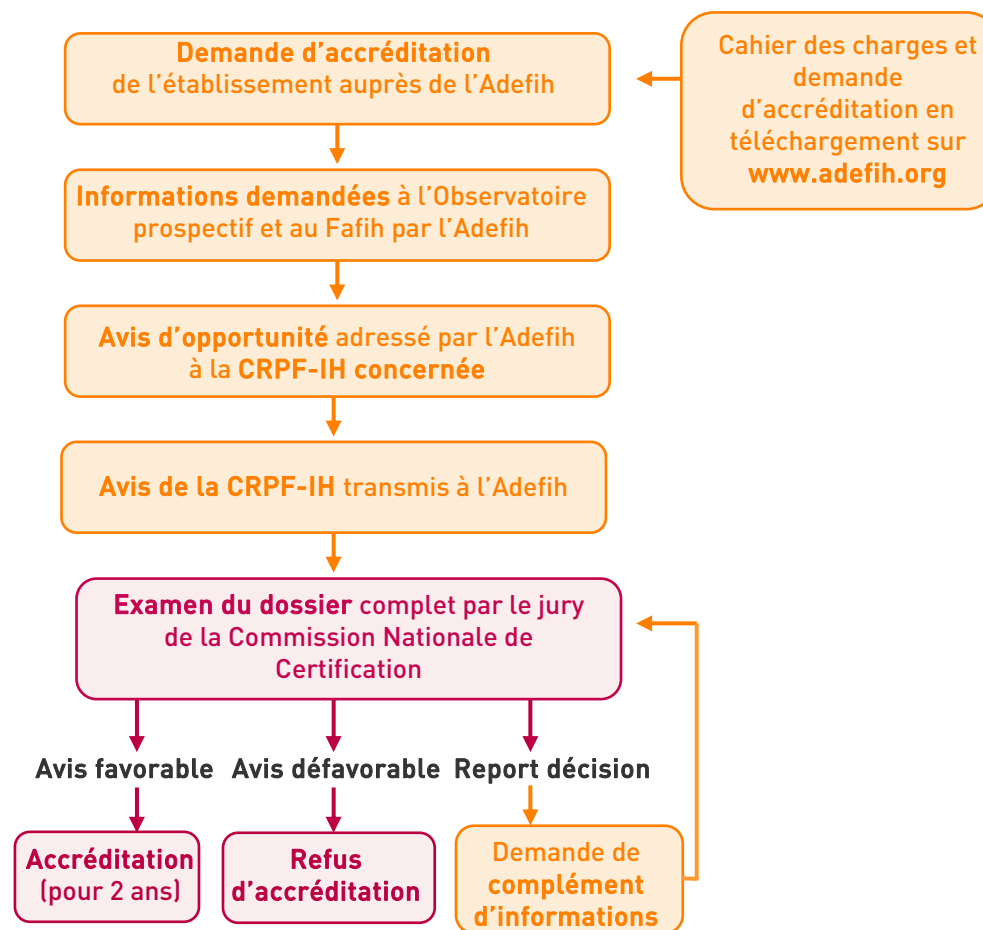 Demande d'accréditation
de l'établissement auprès de l'Adefih
Cahier des charges et
demande
d'accréditation en
téléchargement sur
www.adefih.org
Informations demandées à l'Observatoire
prospectif et au Fafih par l'Adefih
Avis d'opportunité adressé par l'Adefih
à la CRPF-IH concernée
Avis de la CRPF-IH transmis à l'Adefih
Examen du dossier complet par le jury
de la Commission Nationale de
Certification
Avis favorable
Avis défavorable
Report décision
Accréditation
(pour 2 ans)
Refus
d'accréditation
Demande de
complément
d'informations